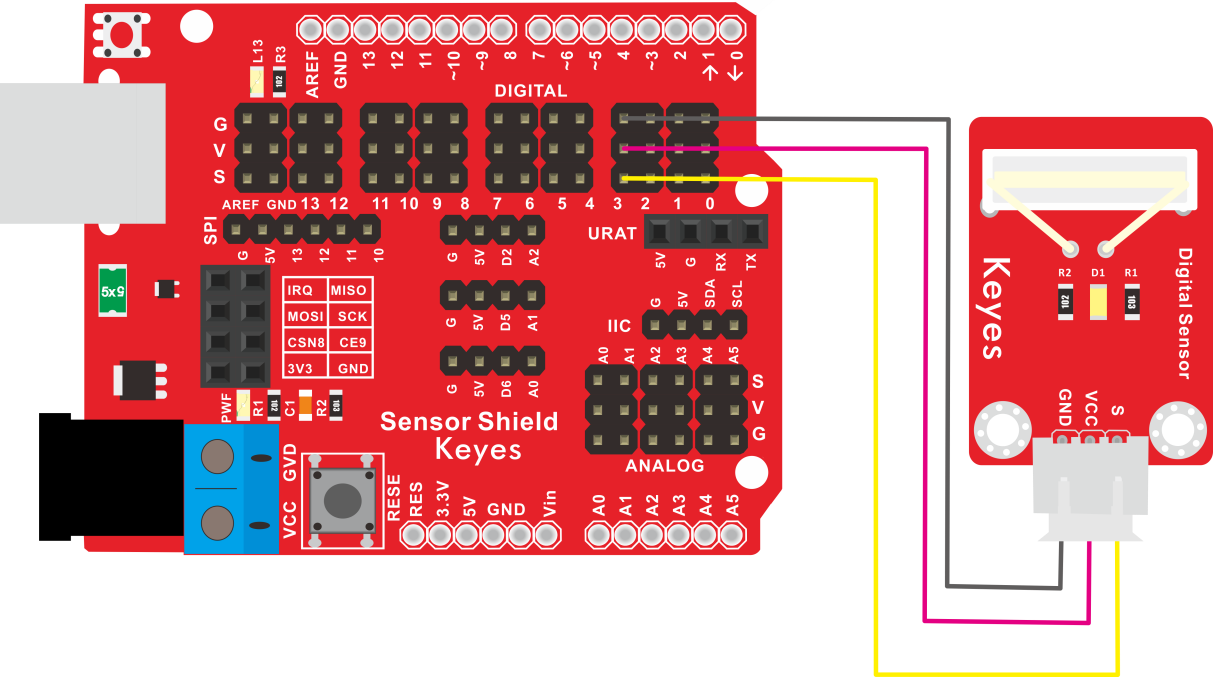 L13
R3
AREF GND 13 12 11 ~10 ~9 8 7 ~6 ~5 4 ~3 2 →1 ←0
DIGITAL
G
V
S
AREF GND 13 12 11 10 9 8 7 6 5 4 3 2 1 0
SPI
G 5V 13 12 11 10
G 5V D2 A2
URAT
5V G RX TX
5x5
IRQ MISO
MOSI SCK
CSN8 CE9
3V3 GND
G 5V D5 A1
G 5V SDA SCL
IIC
A0 A1 A2 A3 A4 A5
G 5V D6 A0
S
V
G
ANALOG
PWF R1 102 C1 R2 103
102
Sensor Shield
Keyes
GVD
VCC
RESE
RES 3.3V 5V GND Vin
A0 A1 A2 A3 A4 A5
Keyes
Digital Sensor
R2 D1 R1
201 103
GND VCC S